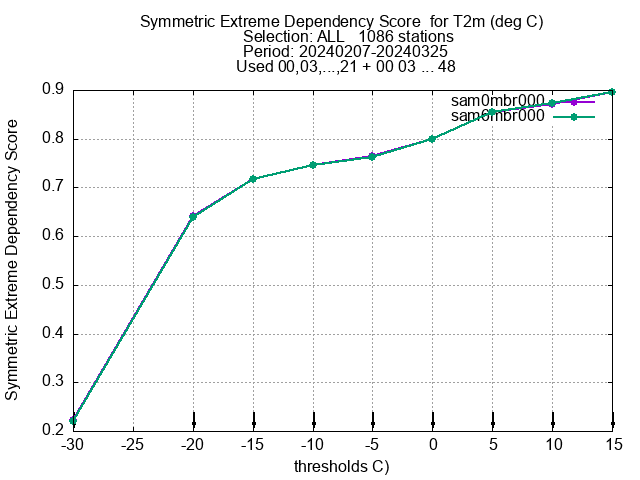 Symmetric Extreme Dependency Score for T2m (deg C)
Selection: ALL 1086 stations
Period: 20240207-20240325
Used 00,03,...,21 + 00 03 ... 48
sam0mbr000
sam6mbr000
Symmetric Extreme Dependency Score
0.9
0.8
0.7
0.6
0.5
0.4
0.3
0.2
-30 -25 -20 -15 -10 -5 0 5 10 15
thresholds C)